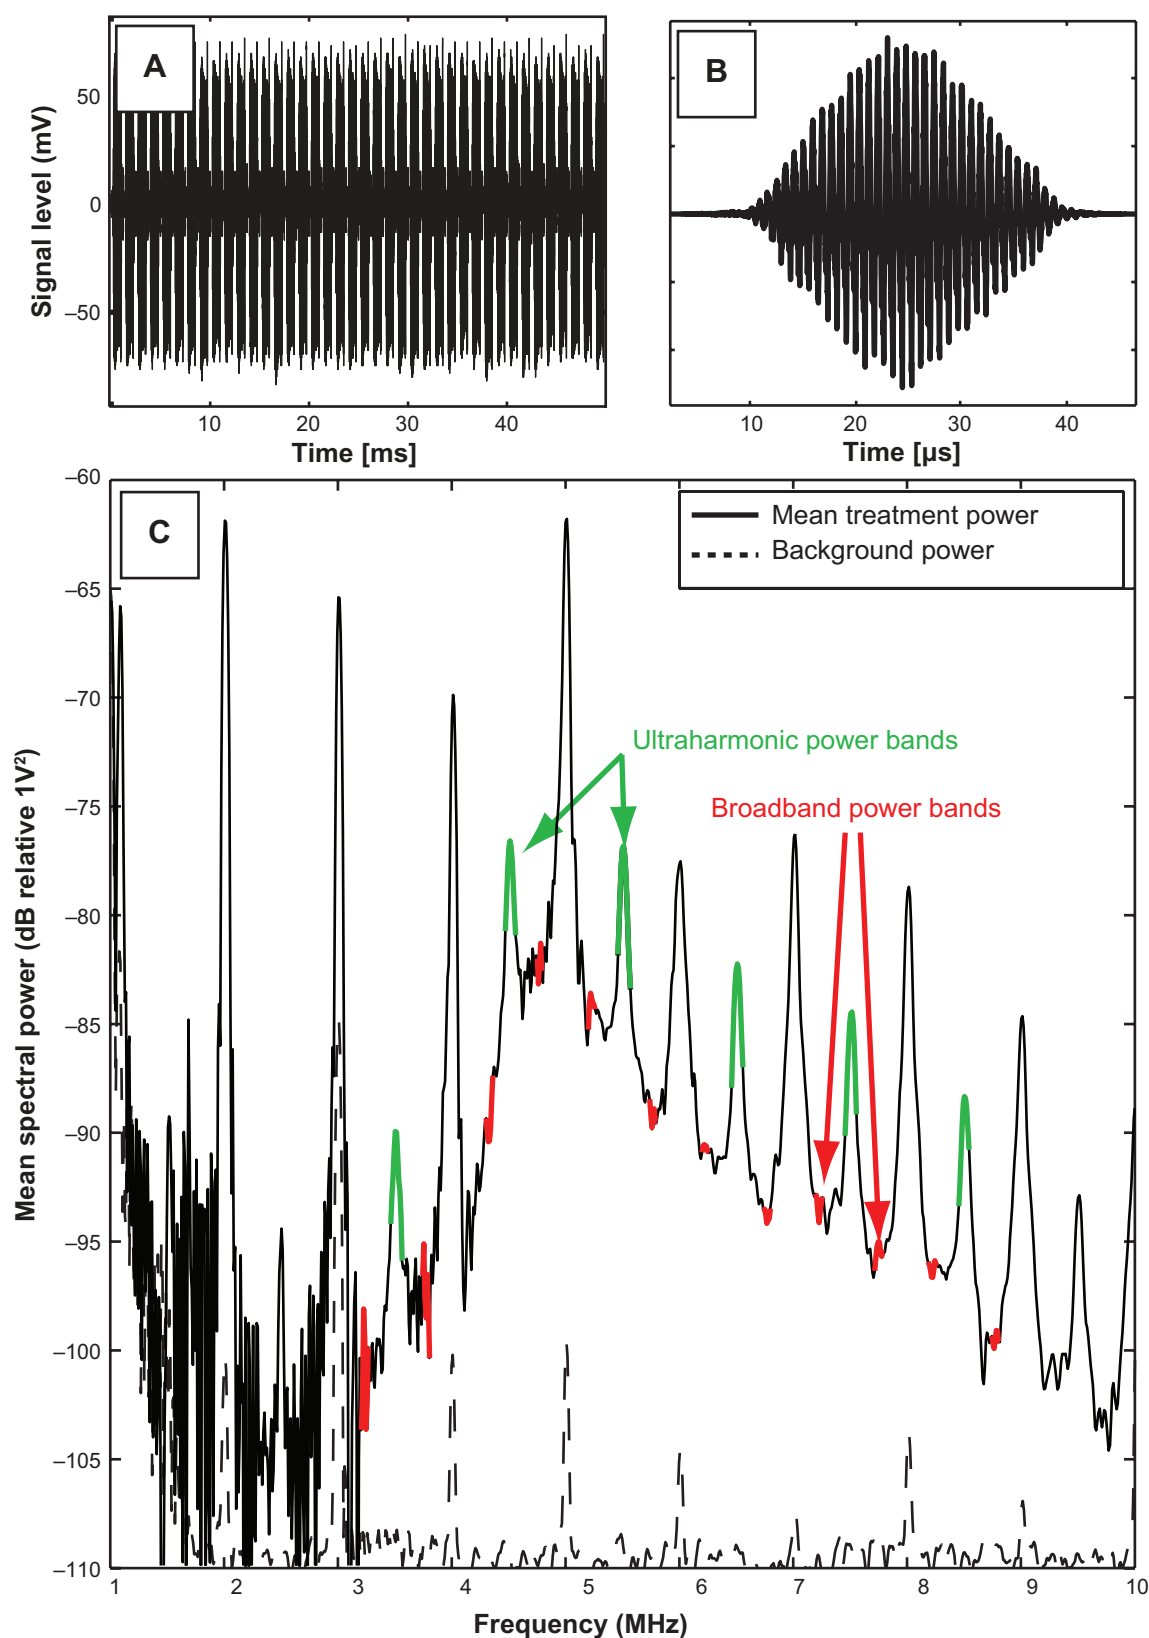 A
B
50
0
–50
Signal level (mV)
10 20 30 40
Time [ms]
10 20 30 40
Time [µs]
C
Mean treatment power
Background power
Ultraharmonic power bands
Broadband power bands
–60
–65
–70
–75
–80
–85
–90
–95
–100
–105
–110
Mean spectral power (dB relative 1V²)
1 2 3 4 5 6 7 8 9 10
Frequency (MHz)